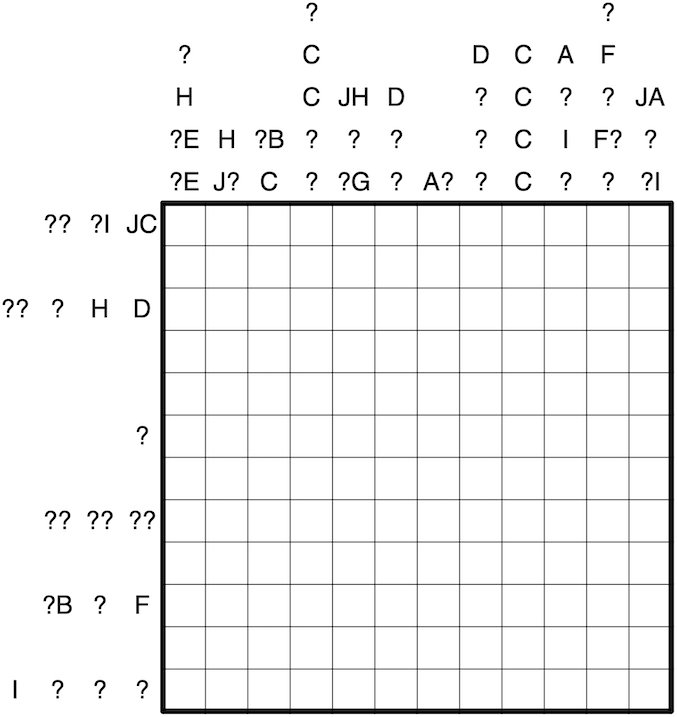 ? ?
? C D C A F
H C JH D ? C ? ? JA
?E H ?B ? ? ? ? C I F? ?
?E J? C ? ?G ? A? ? C ? ? ?I
?? ?I JC
?? ? H D
?
?? ?? ??
?B ? F
I ? ? ?